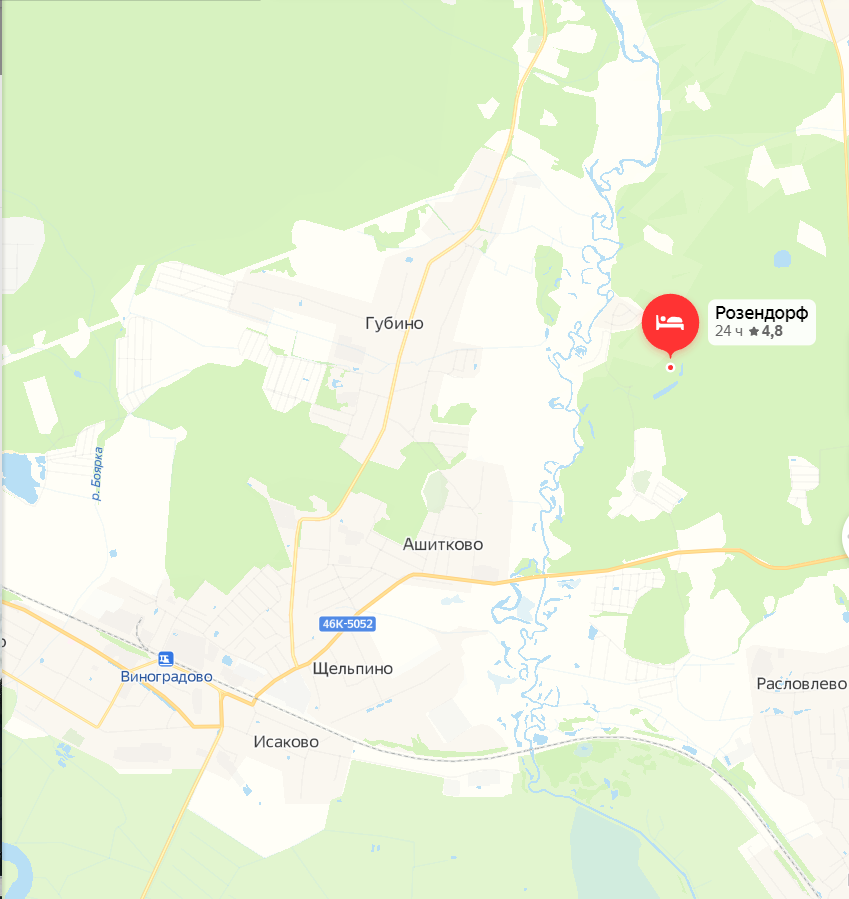 Розендорф
24 ч ★ 4,8
Губино
р. Боярка
Ашитково
46К-5052
Щельпино
Виноградово
Расловлево
Исаково